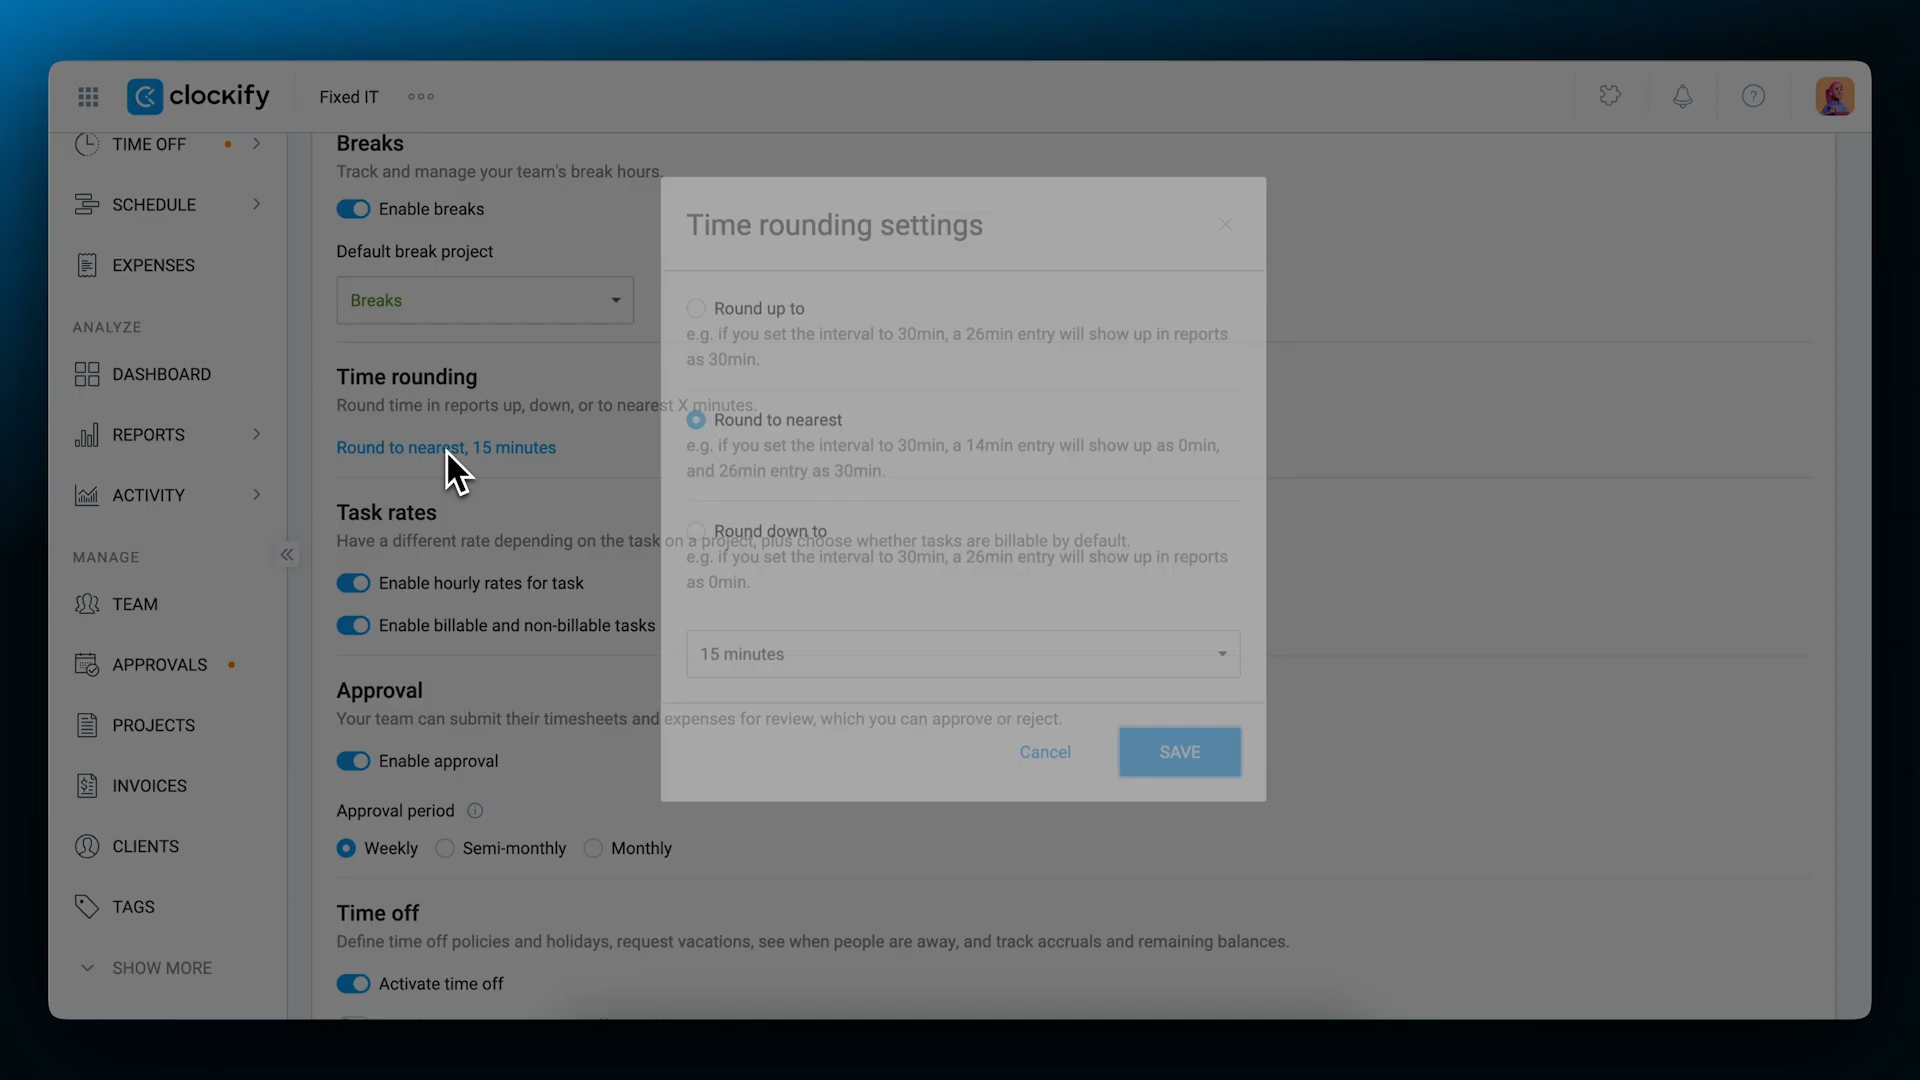 clockify
Fixed IT
TIME OFF
SCHEDULE
EXPENSES
ANALYZE
DASHBOARD
REPORTS
ACTIVITY
MANAGE
TEAM
APPROVALS
PROJECTS
INVOICES
CLIENTS
TAGS
SHOW MORE
Breaks
Track and manage your team's break hours.
Enable breaks
Default break project
Breaks
Time rounding
Round time in reports up, down, or to nearest X minutes.
Round to nearest, 15 minutes
Task rates
Have a different rate depending on the task on a project, plus choose whether tasks are billable by default.
Enable hourly rates for task
Enable billable and non-billable tasks
Approval
Your team can submit their timesheets and expenses for review, which you can approve or reject.
Enable approval
Approval period
Weekly
Semi-monthly
Monthly
Time off
Define time off policies and holidays, request vacations, see when people are away, and track accruals and remaining balances.
Activate time off
Time rounding settings
Round up to
e.g. if you set the interval to 30min, a 26min entry will show up in reports
as 30min.
Round to nearest
e.g. if you set the interval to 30min, a 14min entry will show up as 0min,
and 26min entry as 30min.
Round down to
e.g. if you set the interval to 30min, a 26min entry will show up in reports
as 0min.
15 minutes
Cancel
SAVE